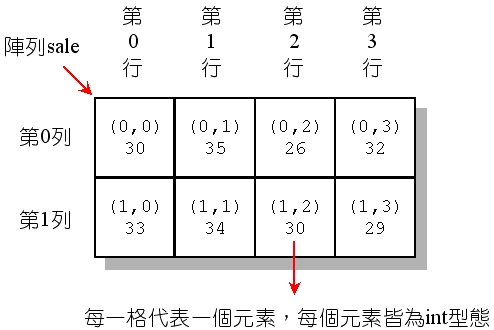 第0行 第1行 第2行 第3行
陣列sale
第0列
(0,0) (0,1) (0,2) (0,3)
30 35 26 32
第1列
(1,0) (1,1) (1,2) (1,3)
33 34 30 29
每一格代表一個元素，每個元素皆為int型態